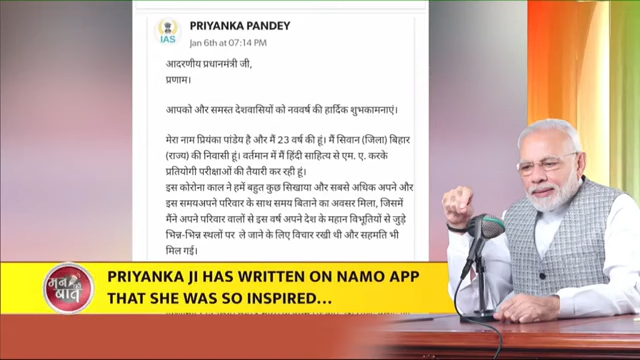 PRIYANKA PANDEY
IAS
Jan 6th at 07:14 PM
आदरणीय प्रधानमंत्री जी,
प्रणाम।
आपको और समस्त देशवासियों को नववर्ष की हार्दिक शुभकामनाएं।
मेरा नाम प्रियंका पांडेय है और मैं 23 वर्ष की हूं। मैं सिवान (जिला) बिहार
(राज्य) की निवासी हूं। वर्तमान में मैं हिंदी साहित्य से एम. ए. करके
प्रतियोगी परीक्षाओं की तैयारी कर रही हूं।
इस कोरोना काल ने हमें बहुत कुछ सिखाया और सबसे अधिक अपने और
इस समयअपने परिवार के साथ समय बिताने का अवसर मिला, जिसमें
मैंने अपने परिवार वालों से इस वर्ष अपने देश के महान विभूतियों से जुड़े
भिन्न-भिन्न स्थलों पर ले जाने के लिए विचार रखी थी और सहमति भी
मिल गई।
मन की बात
PRIYANKA JI HAS WRITTEN ON NAMO APP
THAT SHE WAS SO INSPIRED...